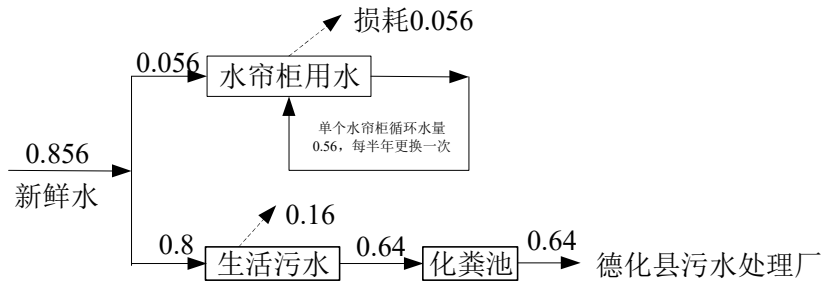 损耗0.056
0.056
水帘柜用水
单个水帘柜循环水量
0.56，每半年更换一次
0.856
新鲜水
0.16
0.8
生活污水
0.64
化粪池
0.64
德化县污水处理厂